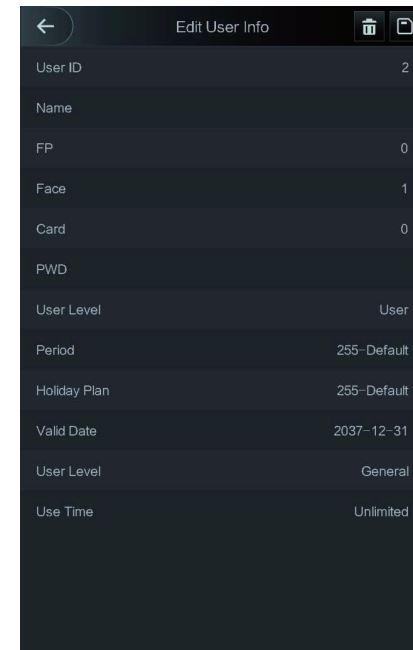 Edit User Info
User ID 2
Name
FP 0
Face 1
Card 0
PWD
User Level User
Period 255-Default
Holiday Plan 255-Default
Valid Date 2037-12-31
User Level General
Use Time Unlimited